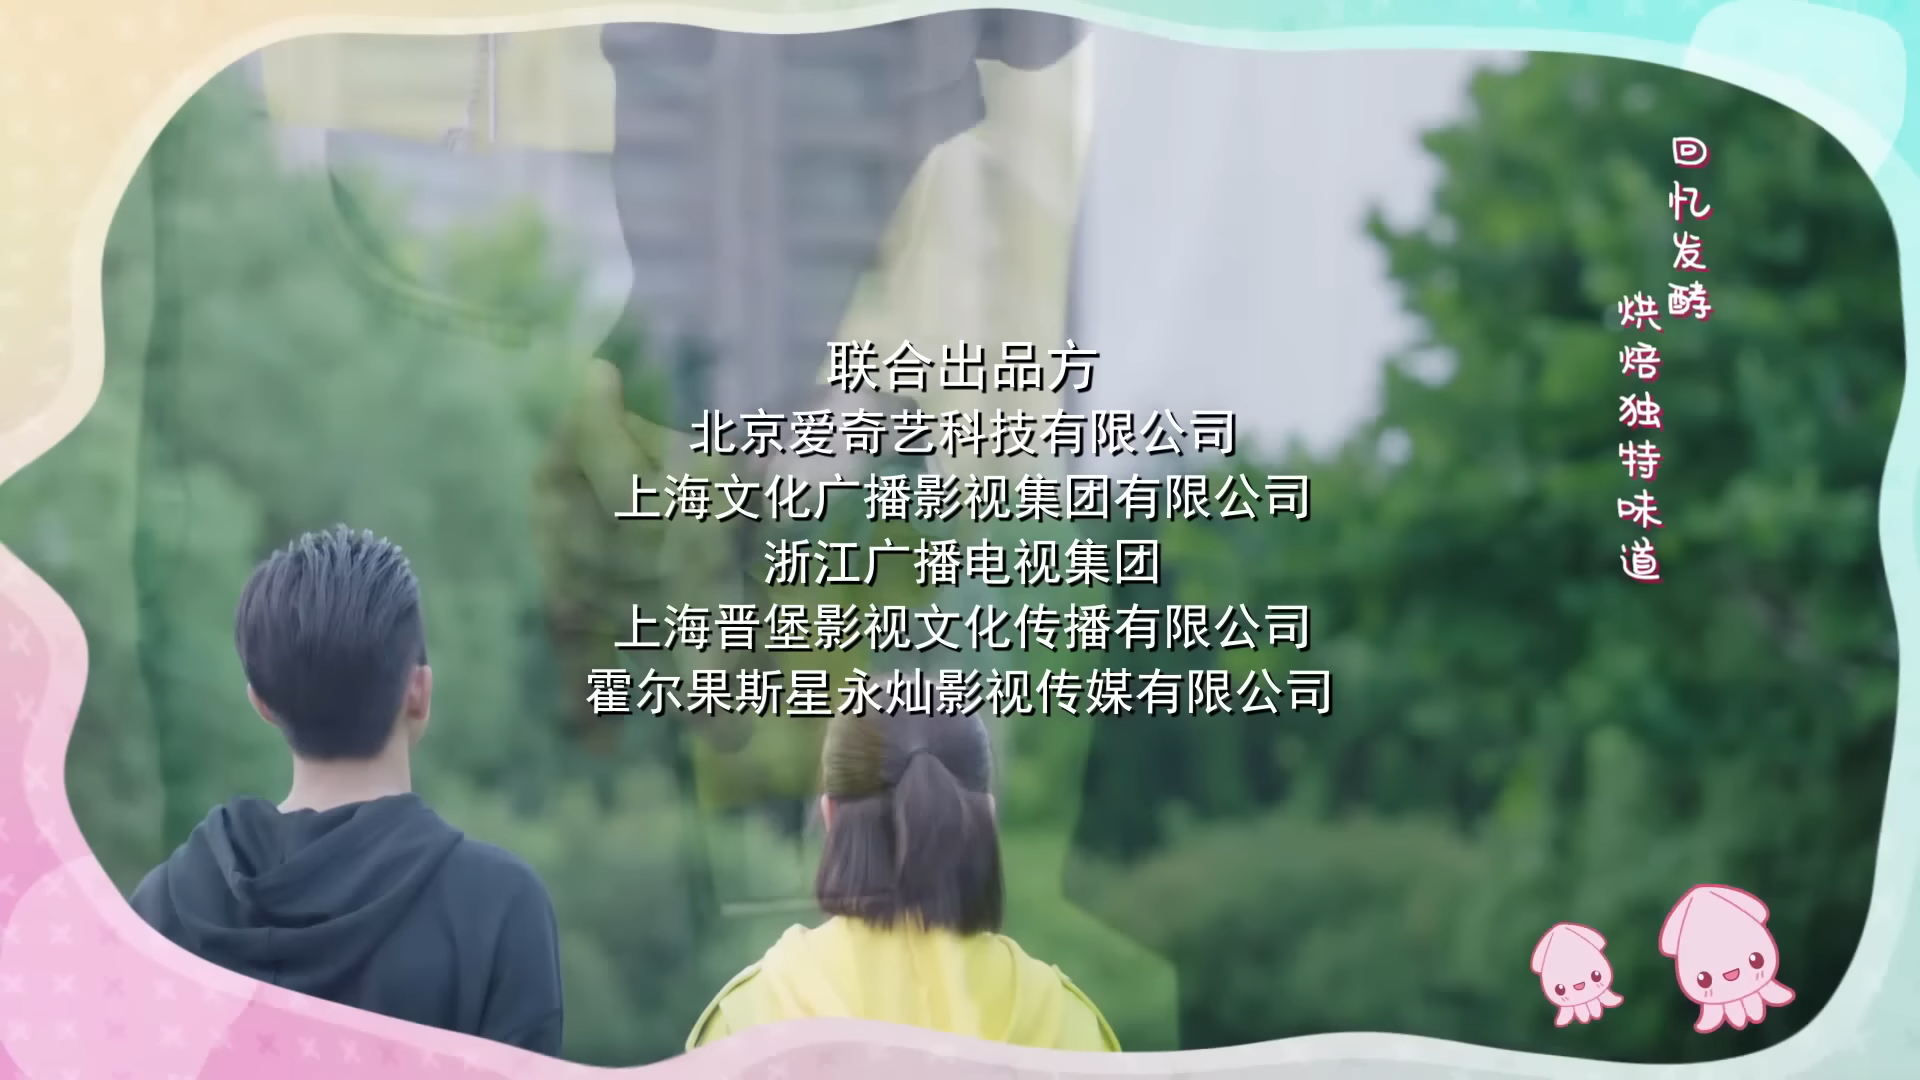 联合出品方
北京爱奇艺科技有限公司
上海文化广播影视集团有限公司
浙江广播电视集团
上海晋堡影视文化传播有限公司
霍尔果斯星永灿影视传媒有限公司
回忆发酵
烘焙独特味道